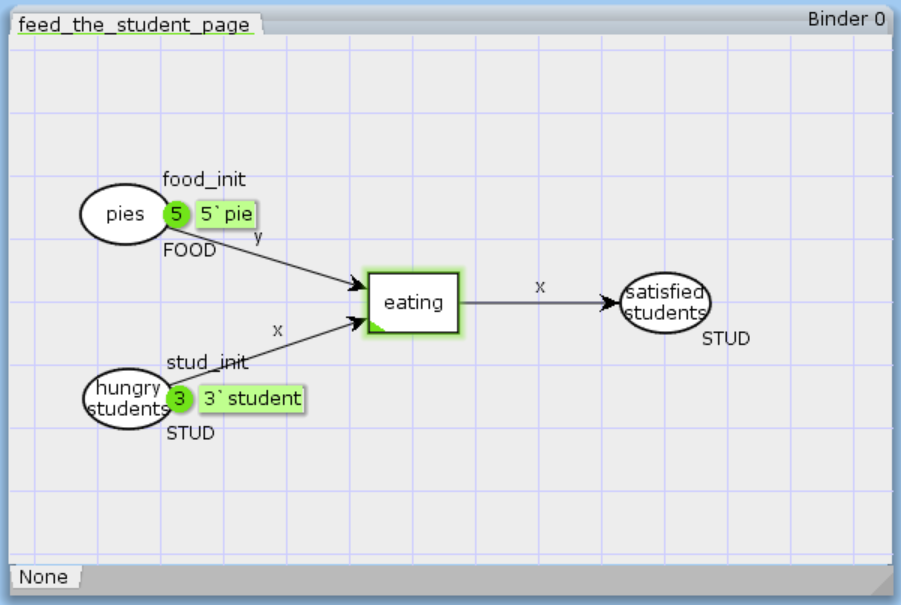 feed_the_student_page
Binder 0
food_init
pies
5
5`pie
y
FOOD
eating
x
satisfied
students
STUD
x
stud_init
hungry
students
3
3`student
STUD
None